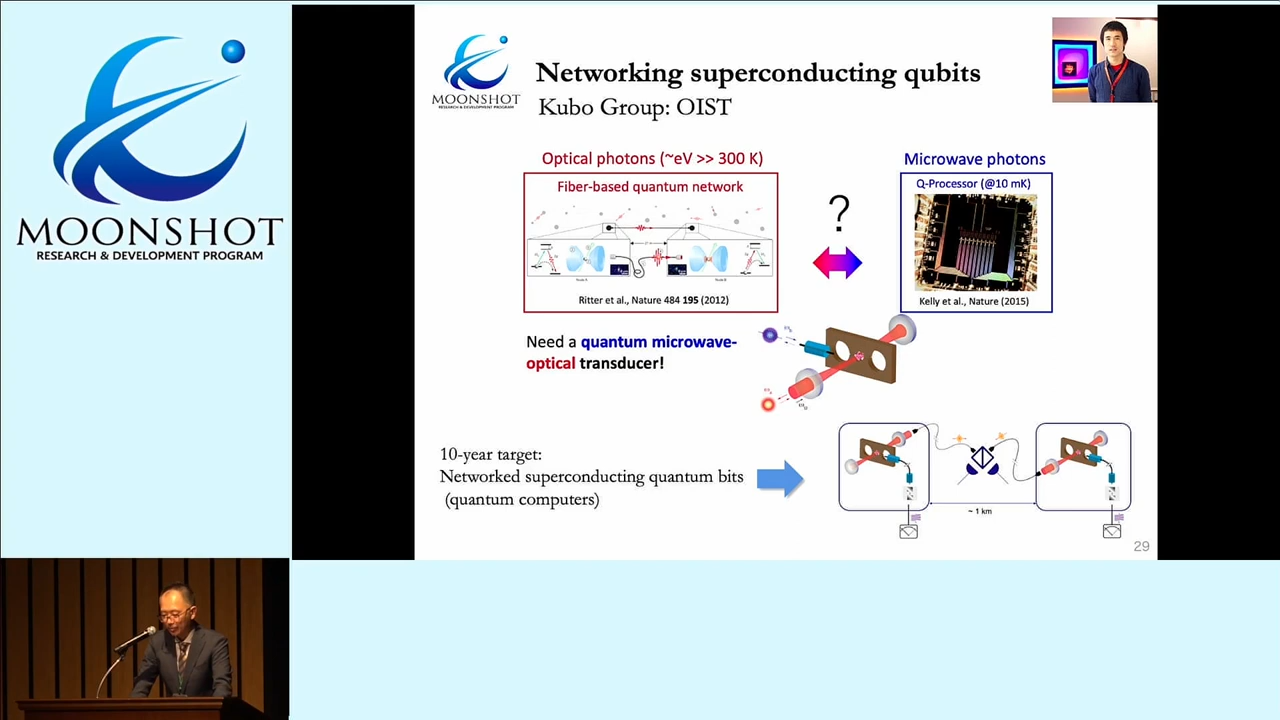 MOONSHOT
RESEARCH & DEVELOPMENT PROGRAM
MOONSHOT
RESEARCH & DEVELOPMENT PROGRAM
Networking superconducting qubits
Kubo Group: OIST
Optical photons (~eV >> 300 K)
Fiber-based quantum network
Ritter et al., Nature 484 195 (2012)
?
Microwave photons
Q-Processor (@10 mK)
Kelly et al., Nature (2015)
Need a quantum microwave-
optical transducer!
10-year target:
Networked superconducting quantum bits
(quantum computers)
~ 1 km
29